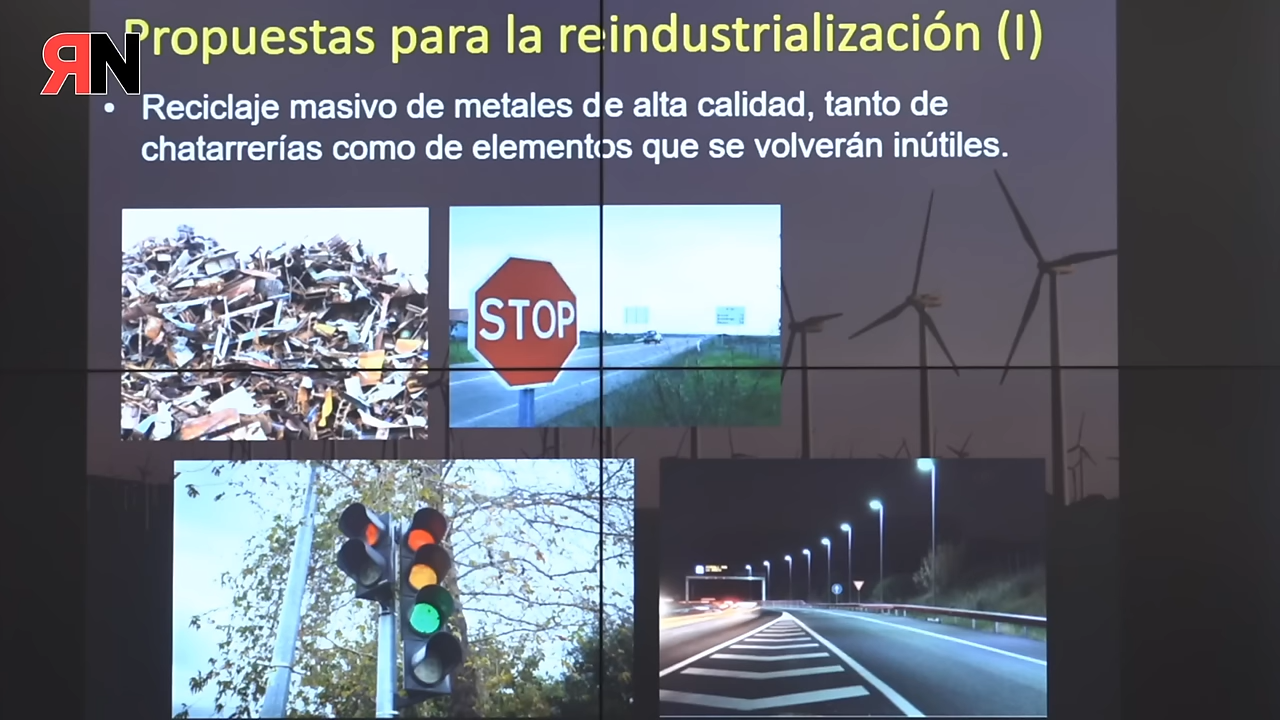 Propuestas para la reindustrialización (I)
ЯN
• Reciclaje masivo de metales de alta calidad, tanto de
chatarrerías como de elementos que se volverán inútiles.
STOP